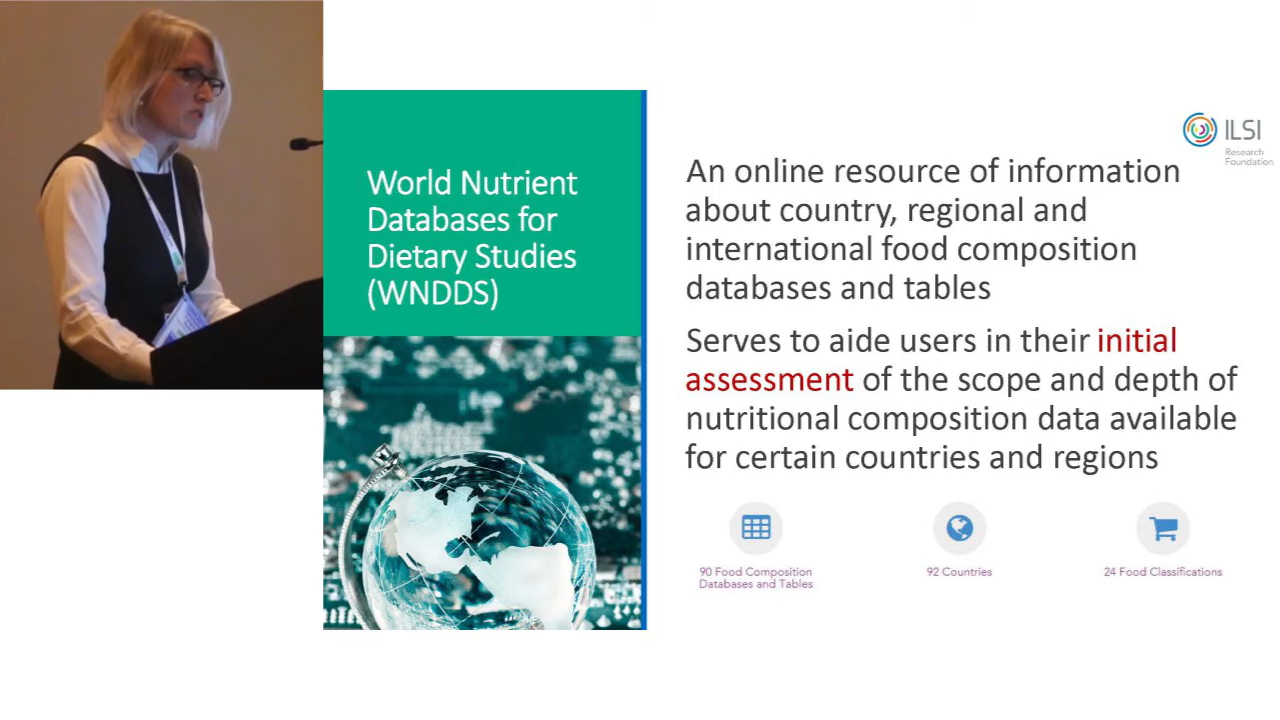 World Nutrient
Databases for
Dietary Studies
(WNDDS)
ILSI
Research
Foundation
An online resource of information
about country, regional and
international food composition
databases and tables
Serves to aide users in their initial
assessment of the scope and depth of
nutritional composition data available
for certain countries and regions
90 Food Composition
Databases and Tables
92 Countries
24 Food Classifications